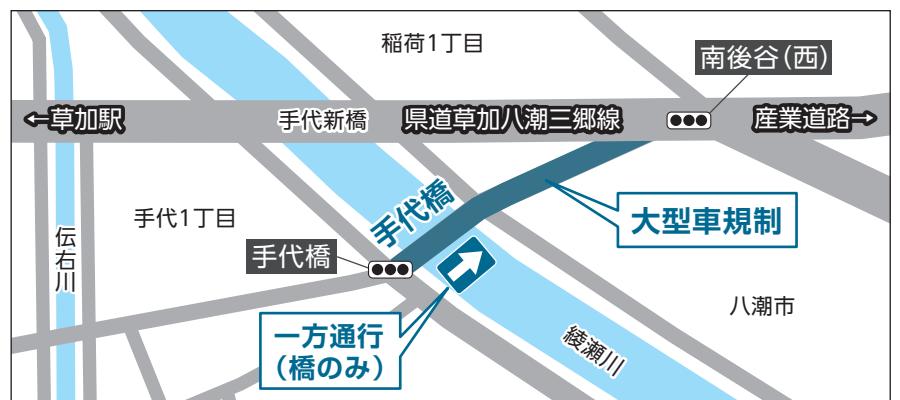 稲荷1丁目
南後谷(西)
←草加駅
手代新橋
県道草加八潮三郷線
産業道路→
手代橋
手代1丁目
大型車規制
伝右川
手代橋
八潮市
一方通行
(橋のみ)
綾瀬川